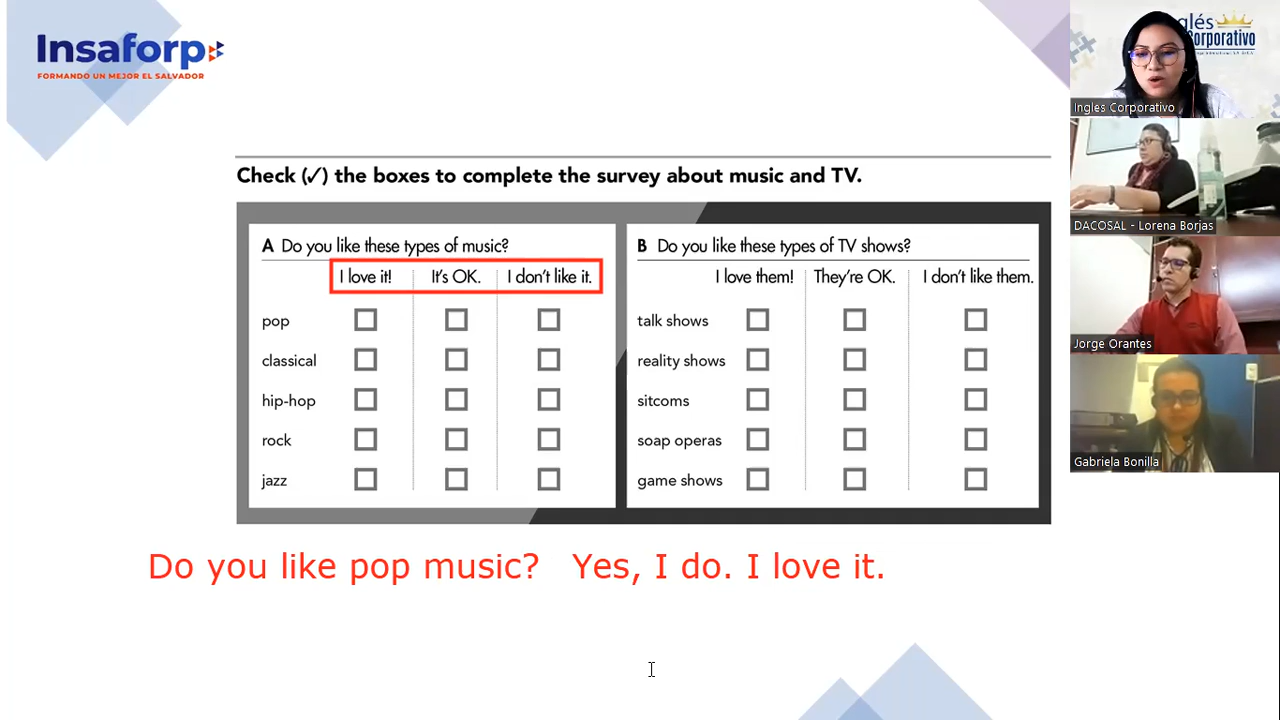 Insaforp
FORMANDO UN MEJOR EL SALVADOR
Check (✓) the boxes to complete the survey about music and TV.
A Do you like these types of music?
I love it! It's OK. I don't like it.
pop
classical
hip-hop
rock
jazz
B Do you like these types of TV shows?
I love them! They're OK. I don't like them.
talk shows
reality shows
sitcoms
soap operas
game shows
Do you like pop music? Yes, I do. I love it.
Corporativo
Ingles Corporativo
DACOSAL - Lorena Borjas
Jorge Orantes
Gabriela Bonilla